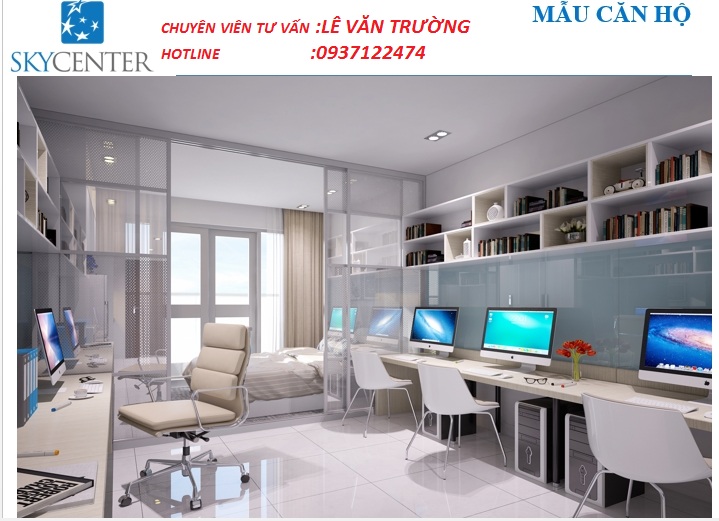 SKYCENTER
CHUYÊN VIÊN TƯ VẤN :LÊ VĂN TRƯỜNG
HOTLINE :0937122474
MẪU CĂN HỘ